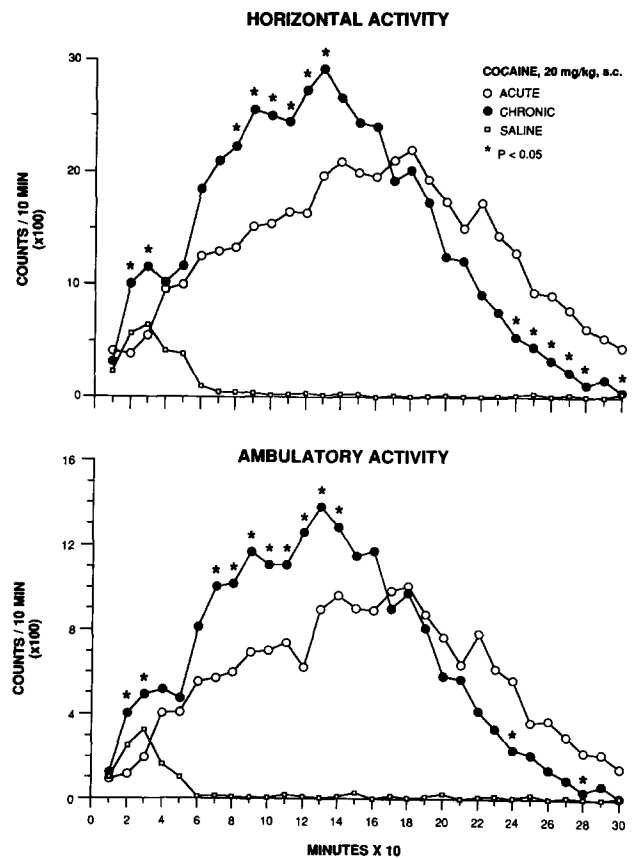 HORIZONTAL ACTIVITY
30
20
10
0
COUNTS / 10 MIN
(x100)
COCAINE, 20 mg/kg, s.c.
ACUTE
CHRONIC
SALINE
* P < 0.05
AMBULATORY ACTIVITY
16
12
8
4
0
COUNTS / 10 MIN
(x100)
0 2 4 6 8 10 12 14 16 18 20 22 24 26 28 30
MINUTES X 10